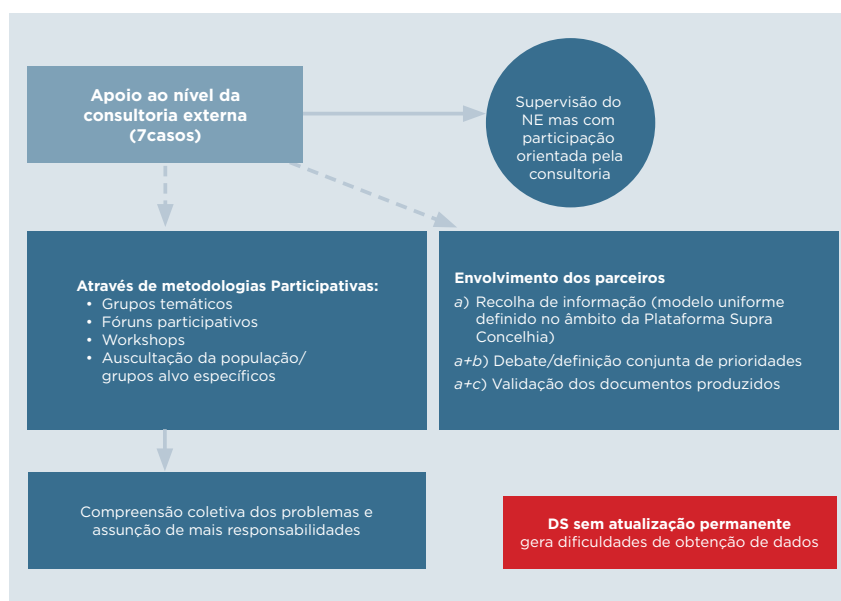 Apoio ao nível da
consultoria externa
(7casos)
Supervisão do
NE mas com
participação
orientada pela
consultoria
Através de metodologias Participativas:
• Grupos temáticos
• Fóruns participativos
• Workshops
• Auscultação da população/
grupos alvo específicos
Envolvimento dos parceiros
a) Recolha de informação (modelo uniforme
definido no âmbito da Plataforma Supra
Concelhia)
a+b) Debate/definição conjunta de prioridades
a+c) Validação dos documentos produzidos
Compreensão coletiva dos problemas e
assunção de mais responsabilidades
DS sem atualização permanente
gera dificuldades de obtenção de dados